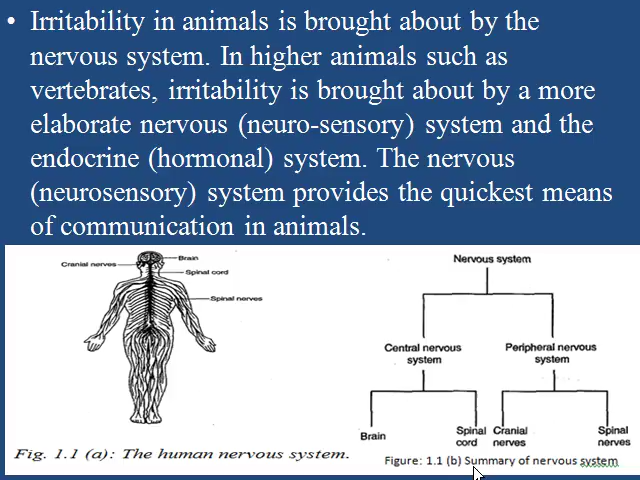 • Irritability in animals is brought about by the
nervous system. In higher animals such as
vertebrates, irritability is brought about by a more
elaborate nervous (neuro-sensory) system and the
endocrine (hormonal) system. The nervous
(neurosensory) system provides the quickest means
of communication in animals.
Cranial nerves
Brain
Spinal cord
Spinal nerves
Fig. 1.1 (a): The human nervous system.
Nervous system
Central nervous
system
Peripheral nervous
system
Brain
Spinal
cord
Cranial
nerves
Spinal
nerves
Figure: 1.1 (b) Summary of nervous system